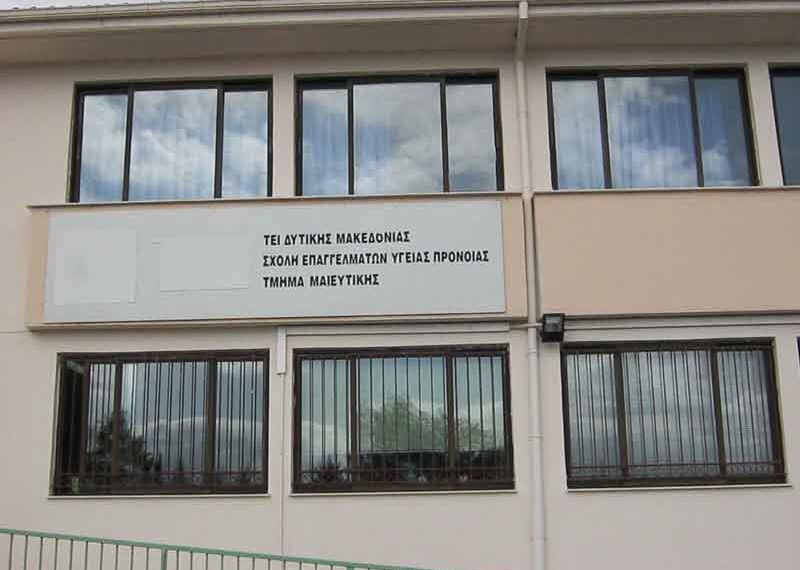 ΤΕΙ ΔΥΤΙΚΗΣ ΜΑΚΕΔΟΝΙΑΣ
ΣΧΟΛΗ ΕΠΑΓΓΕΛΜΑΤΩΝ ΥΓΕΙΑΣ ΠΡΟΝΟΙΑΣ
ΤΜΗΜΑ ΜΑΙΕΥΤΙΚΗΣ